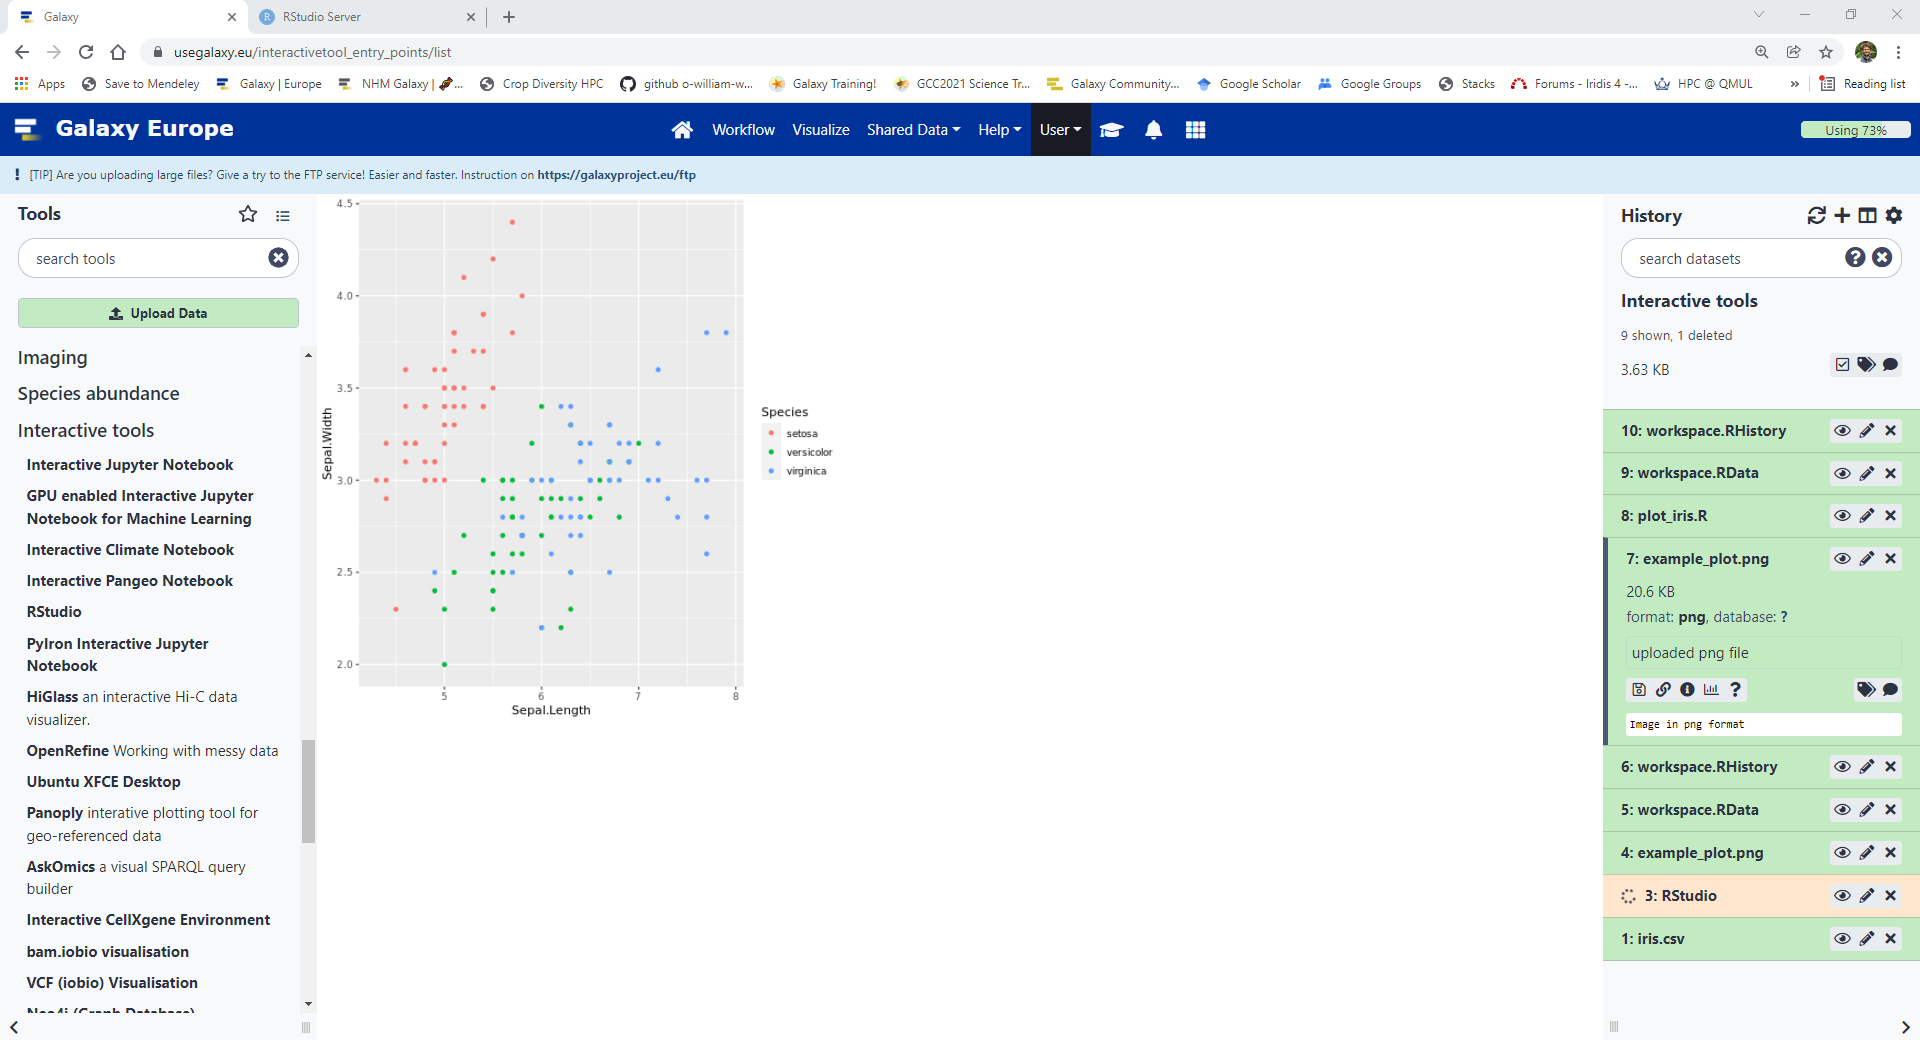 Galaxy
RStudio Server
usegalaxy.eu/interactivetool_entry_points/list
Apps
Save to Mendeley
Galaxy | Europe
NHM Galaxy | ...
Crop Diversity HPC
github o-william-w...
Galaxy Training!
GCC2021 Science Tr...
Galaxy Community...
Google Scholar
Google Groups
Stacks
Forums - Iridis 4 -...
HPC @ QMUL
»
Reading list
Galaxy Europe
Workflow
Visualize
Shared Data
Help
User
Using 73%
! [TIP] Are you uploading large files? Give a try to the FTP service! Easier and faster. Instruction on https://galaxyproject.eu/ftp
Tools
search tools
Upload Data
Imaging
Species abundance
Interactive tools
Interactive Jupyter Notebook
GPU enabled Interactive Jupyter
Notebook for Machine Learning
Interactive Climate Notebook
Interactive Pangeo Notebook
RStudio
PyIron Interactive Jupyter
Notebook
HiGlass an interactive Hi-C data
visualizer.
OpenRefine Working with messy data
Ubuntu XFCE Desktop
Panoply interative plotting tool for
geo-referenced data
AskOmics a visual SPARQL query
builder
Interactive CellXgene Environment
bam.iobio visualisation
VCF (iobio) Visualisation
Neo4j (Graph Database)
4.5
4.0
3.5
3.0
2.5
2.0
Sepal.Width
5
6
7
8
Sepal.Length
Species
setosa
versicolor
virginica
History
search datasets
Interactive tools
9 shown, 1 deleted
3.63 KB
10: workspace.RHistory
9: workspace.RData
8: plot_iris.R
7: example_plot.png
20.6 KB
format: png, database: ?
uploaded png file
Image in png format
6: workspace.RHistory
5: workspace.RData
4: example_plot.png
3: RStudio
1: iris.csv